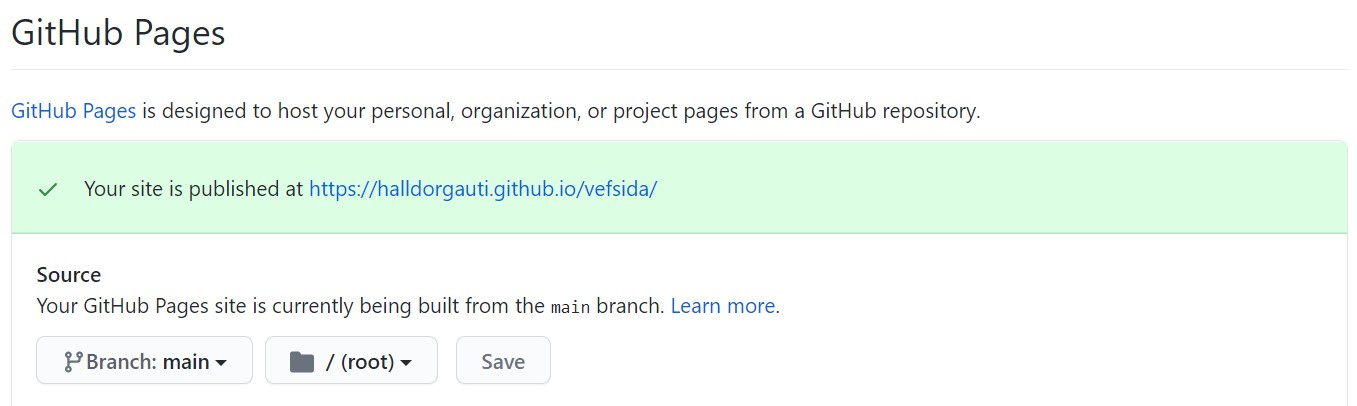 GitHub Pages
GitHub Pages is designed to host your personal, organization, or project pages from a GitHub repository.
Your site is published at https://halldorgauti.github.io/vefsida/
Source
Your GitHub Pages site is currently being built from the main branch. Learn more.
Branch: main / (root) Save